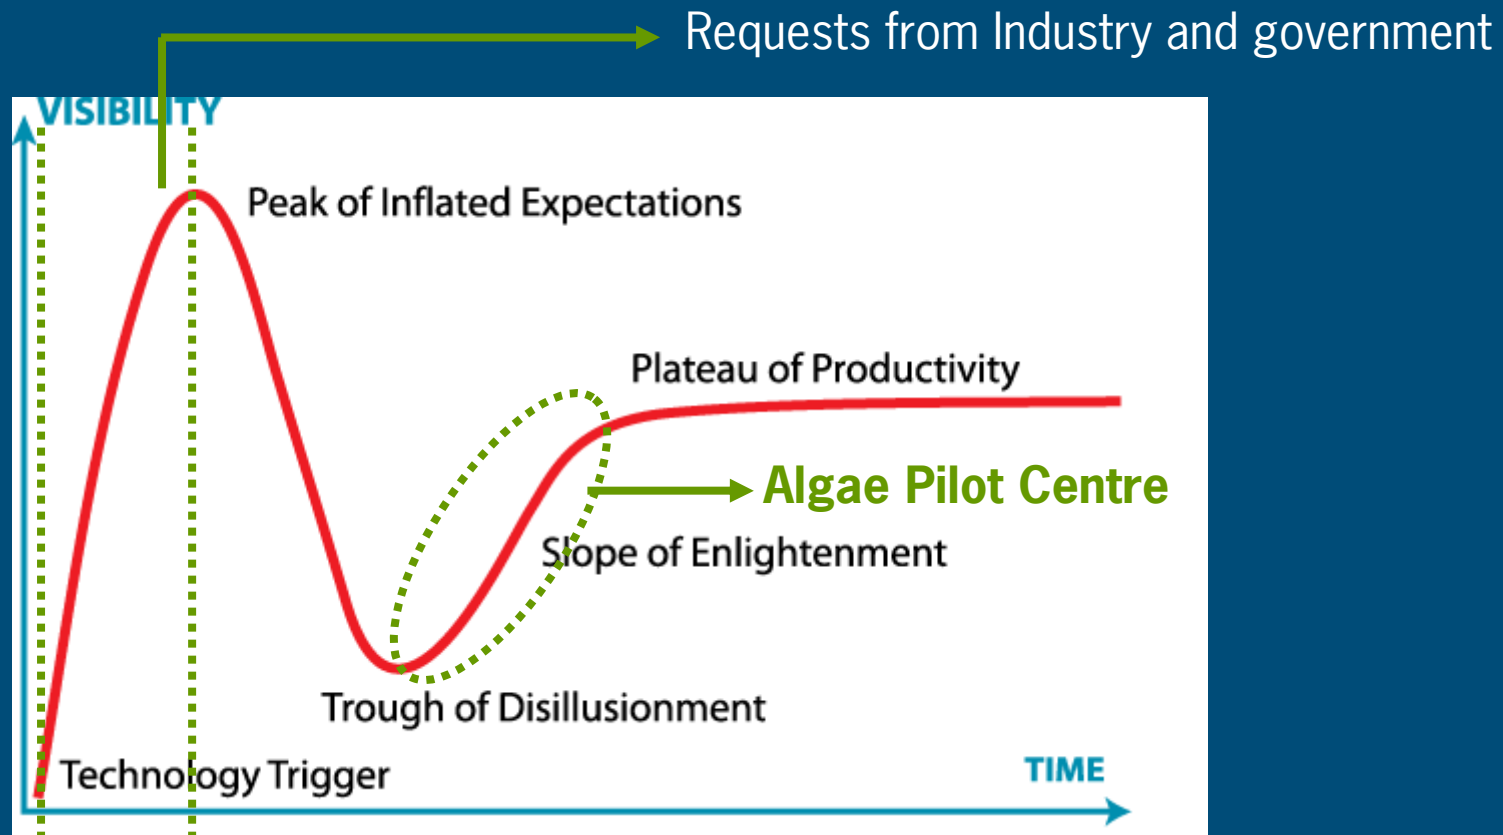 Requests from Industry and government
VISIBILITY
Peak of Inflated Expectations
Plateau of Productivity
Algae Pilot Centre
Slope of Enlightenment
Trough of Disillusionment
Technology Trigger
TIME